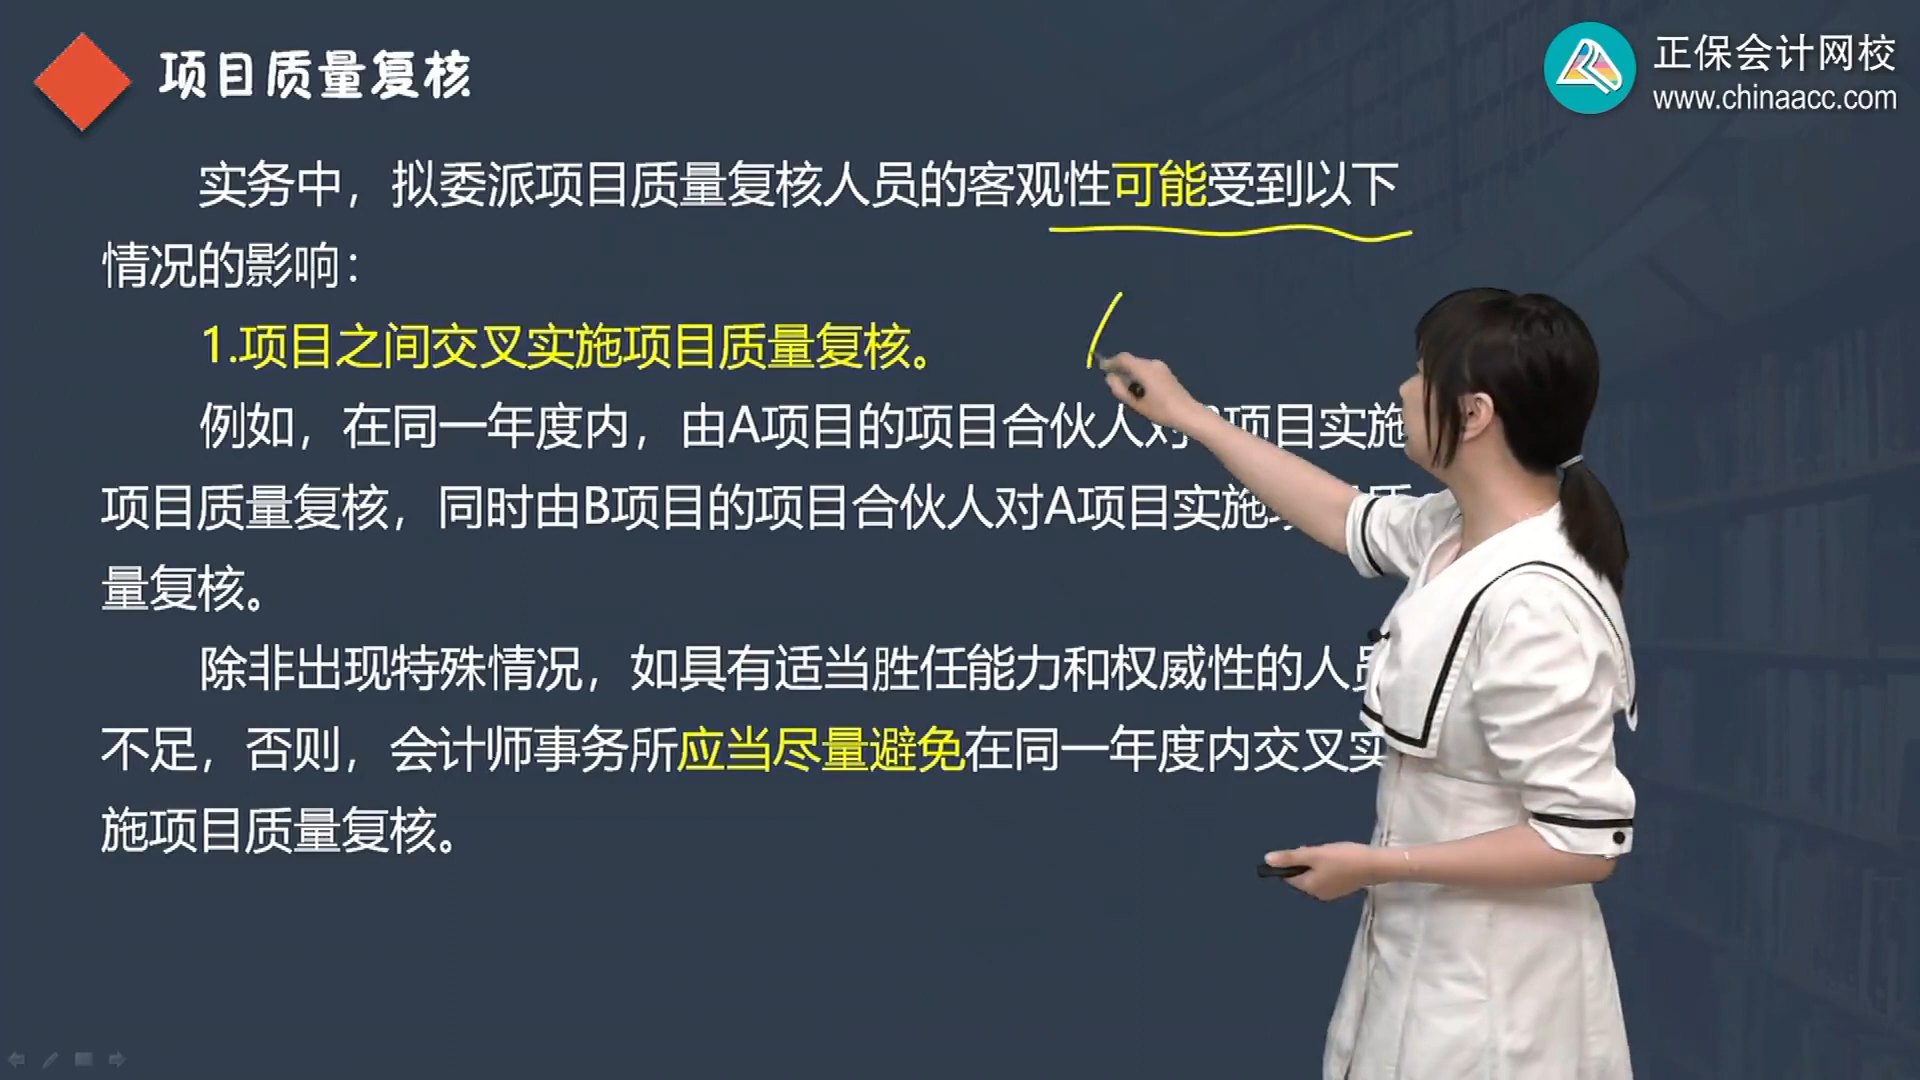 项目质量复核
正保会计网校
www.chinaacc.com
实务中，拟委派项目质量复核人员的客观性可能受到以下
情况的影响：
1.项目之间交叉实施项目质量复核。
例如，在同一年度内，由A项目的项目合伙人对 项目实施
项目质量复核，同时由B项目的项目合伙人对A项目实施 质
量复核。
除非出现特殊情况，如具有适当胜任能力和权威性的人员
不足，否则，会计师事务所应当尽量避免在同一年度内交叉实
施项目质量复核。